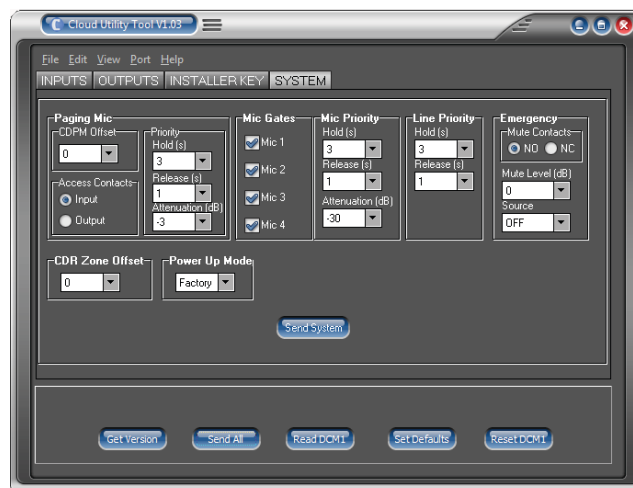 C Cloud Utility Tool V1.03
File Edit View Port Help
INPUTS OUTPUTS INSTALLER KEY SYSTEM
Paging Mic
CDPM Offset
0
Access Contacts
Input
Output
Priority
Hold (s)
3
Release (s)
1
Attenuation (dB)
-3
Mic Gates
Mic 1
Mic 2
Mic 3
Mic 4
Mic Priority
Hold (s)
3
Release (s)
1
Attenuation (dB)
-30
Line Priority
Hold (s)
3
Release (s)
1
Emergency
Mute Contacts
NO NC
Mute Level (dB)
0
Source
OFF
CDR Zone Offset
0
Power Up Mode
Factory
Send System
Get Version Send All Read DCM1 Set Defaults Reset DCM1